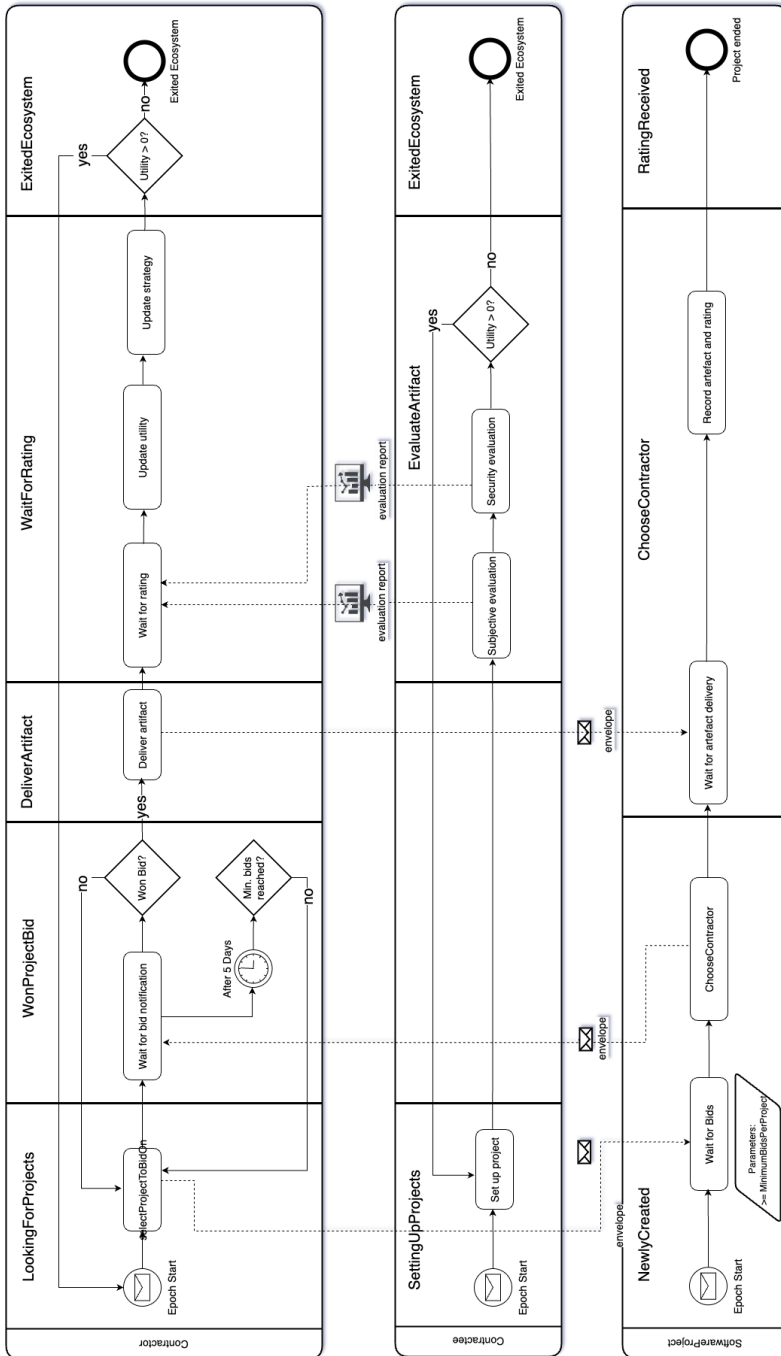 Contractor
LookingForProjects
WonProjectBid
DeliverArtifact
WaitForRating
ExitedEcosystem
Epoch Start
selectProjectToBidOn
Wait for bid notification
After 5 Days
Won Bid?
no
yes
Min. bids
reached?
no
Deliver artifact
Wait for rating
Update utility
Update strategy
Utility > 0?
yes
no
Exited Ecosystem
evaluation report
evaluation report
Contractee
SettingUpProjects
EvaluateArtifact
ExitedEcosystem
Epoch Start
Set up project
Subjective evaluation
Security evaluation
Utility > 0?
yes
no
Exited Ecosystem
envelope
envelope
envelope
SoftwareProject
NewlyCreated
ChooseContractor
RatingReceived
Epoch Start
Wait for Bids
Parameters:
>= MinimumBidsPerProject
ChooseContractor
Wait for artefact delivery
Record artefact and rating
Project ended